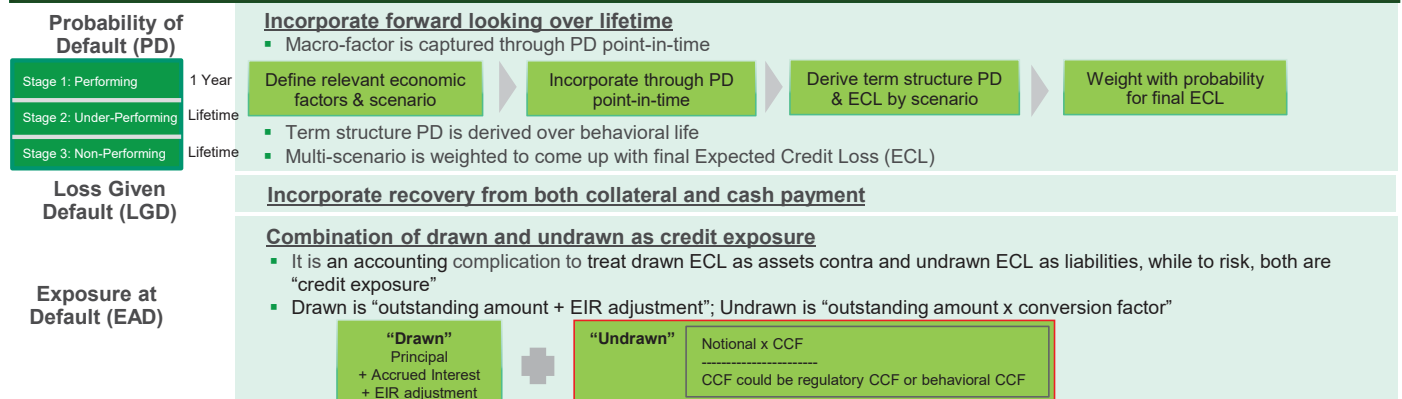 Probability of
Default (PD)
Incorporate forward looking over lifetime
▪ Macro-factor is captured through PD point-in-time
Stage 1: Performing
1 Year
Stage 2: Under-Performing
Lifetime
Stage 3: Non-Performing
Lifetime
Define relevant economic
factors & scenario
Incorporate through PD
point-in-time
Derive term structure PD
& ECL by scenario
Weight with probability
for final ECL
▪ Term structure PD is derived over behavioral life
▪ Multi-scenario is weighted to come up with final Expected Credit Loss (ECL)
Loss Given
Default (LGD)
Incorporate recovery from both collateral and cash payment
Exposure at
Default (EAD)
Combination of drawn and undrawn as credit exposure
▪ It is an accounting complication to treat drawn ECL as assets contra and undrawn ECL as liabilities, while to risk, both are
“credit exposure”
▪ Drawn is “outstanding amount + EIR adjustment”; Undrawn is “outstanding amount x conversion factor”
“Drawn”
Principal
+ Accrued Interest
+ EIR adjustment
“Undrawn”
Notional x CCF
-----------------------
CCF could be regulatory CCF or behavioral CCF